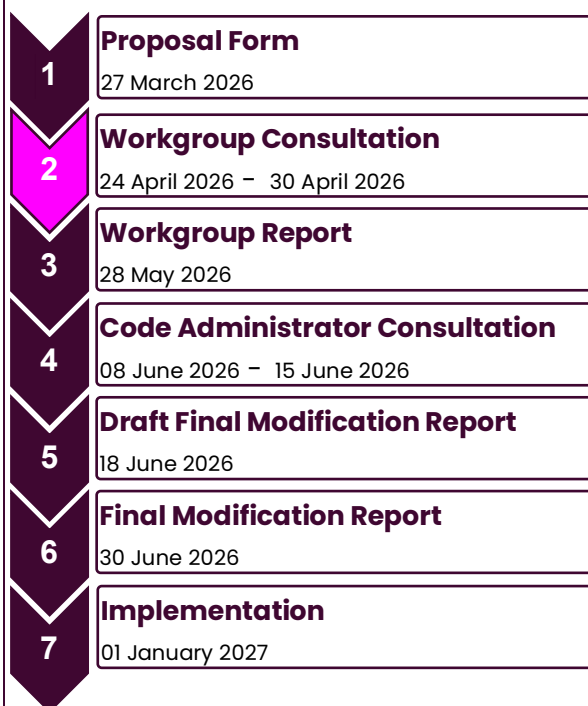 1
Proposal Form
27 March 2026
2
Workgroup Consultation
24 April 2026 – 30 April 2026
3
Workgroup Report
28 May 2026
4
Code Administrator Consultation
08 June 2026 – 15 June 2026
5
Draft Final Modification Report
18 June 2026
6
Final Modification Report
30 June 2026
7
Implementation
01 January 2027